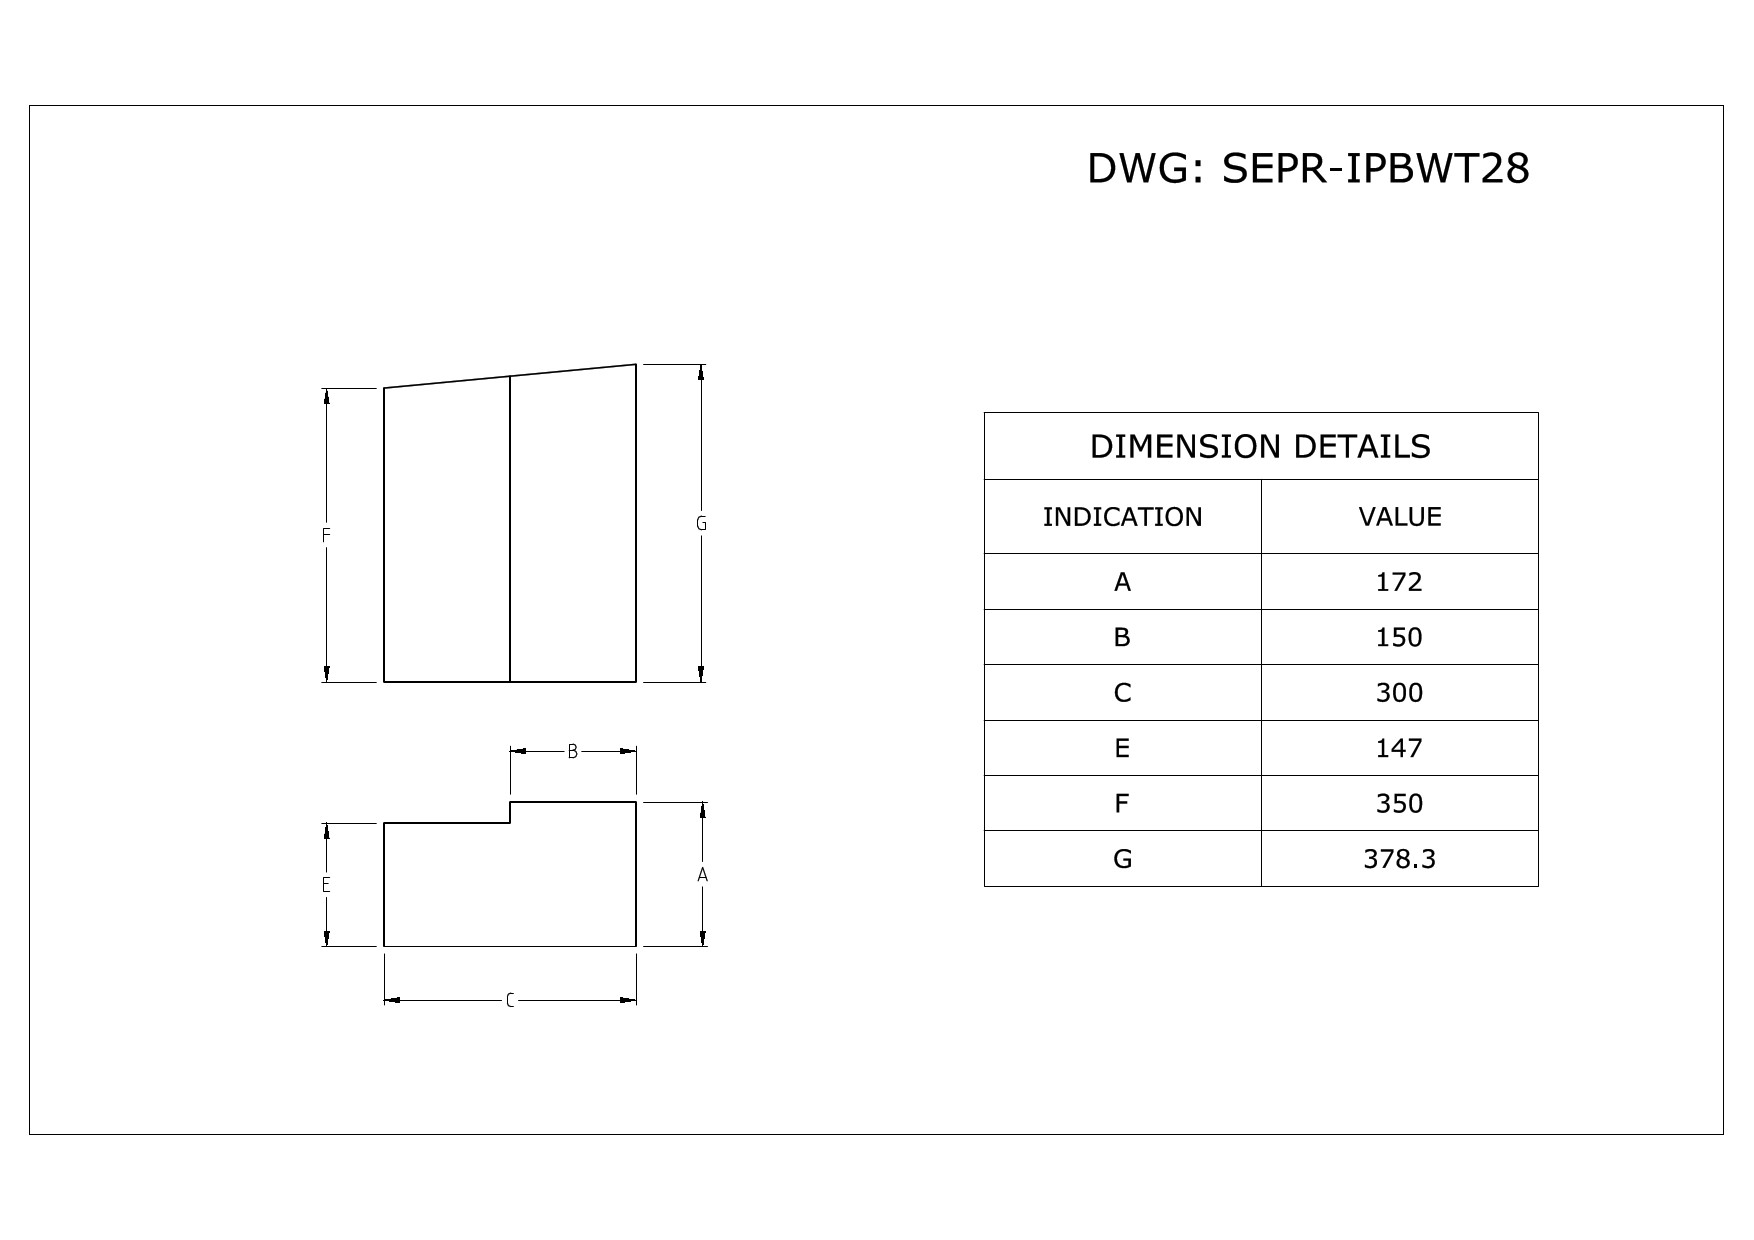 DWG: SEPR-IPBWT28
F
G
B
E
A
C
DIMENSION DETAILS
INDICATION VALUE
A 172
B 150
C 300
E 147
F 350
G 378.3